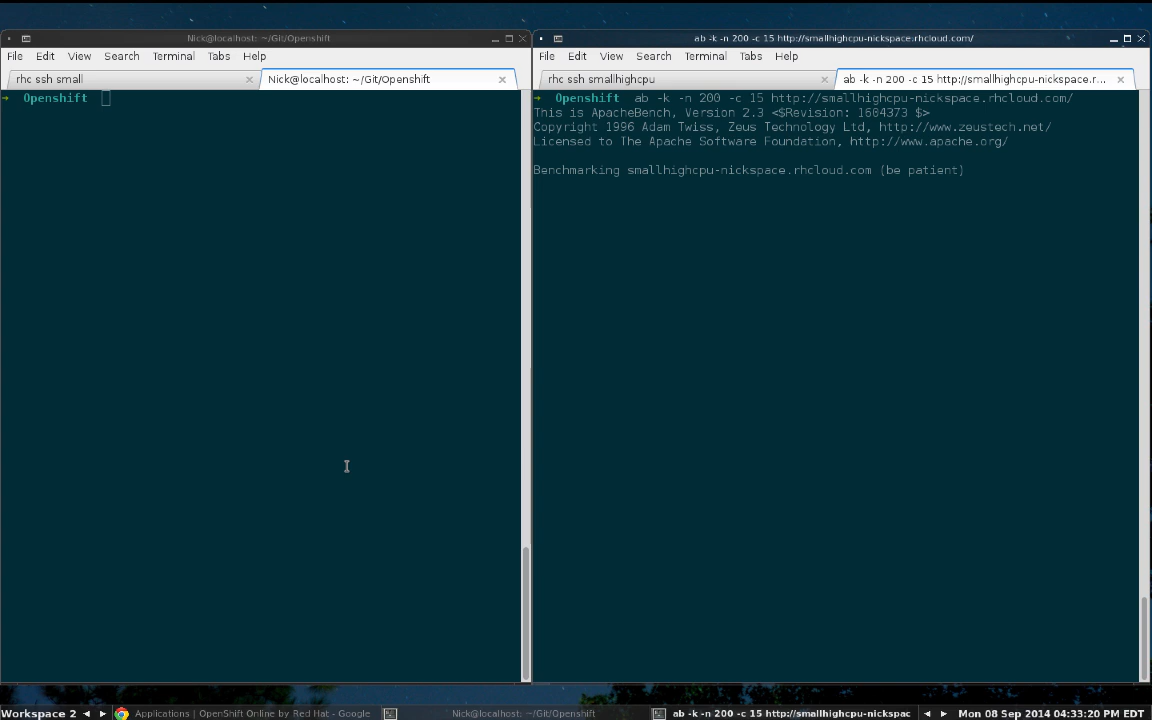 Nick@localhost: ~/Git/Openshift
File Edit View Search Terminal Tabs Help
rhc ssh small
Nick@localhost: ~/Git/Openshift
→ Openshift
ab -k -n 200 -c 15 http://smallhighcpu-nickspace.rhcloud.com/
File Edit View Search Terminal Tabs Help
rhc ssh smallhighcpu
ab -k -n 200 -c 15 http://smallhighcpu-nickspace.r...
→ Openshift ab -k -n 200 -c 15 http://smallhighcpu-nickspace.rhcloud.com/
This is ApacheBench, Version 2.3 <$Revision: 1604373 $>
Copyright 1996 Adam Twiss, Zeus Technology Ltd, http://www.zeustech.net/
Licensed to The Apache Software Foundation, http://www.apache.org/
Benchmarking smallhighcpu-nickspace.rhcloud.com (be patient)
Workspace 2
Applications | OpenShift Online by Red Hat - Google
Nick@localhost: ~/Git/Openshift
ab -k -n 200 -c 15 http://smallhighcpu-nickspac
Mon 08 Sep 2014 04:33:20 PM EDT